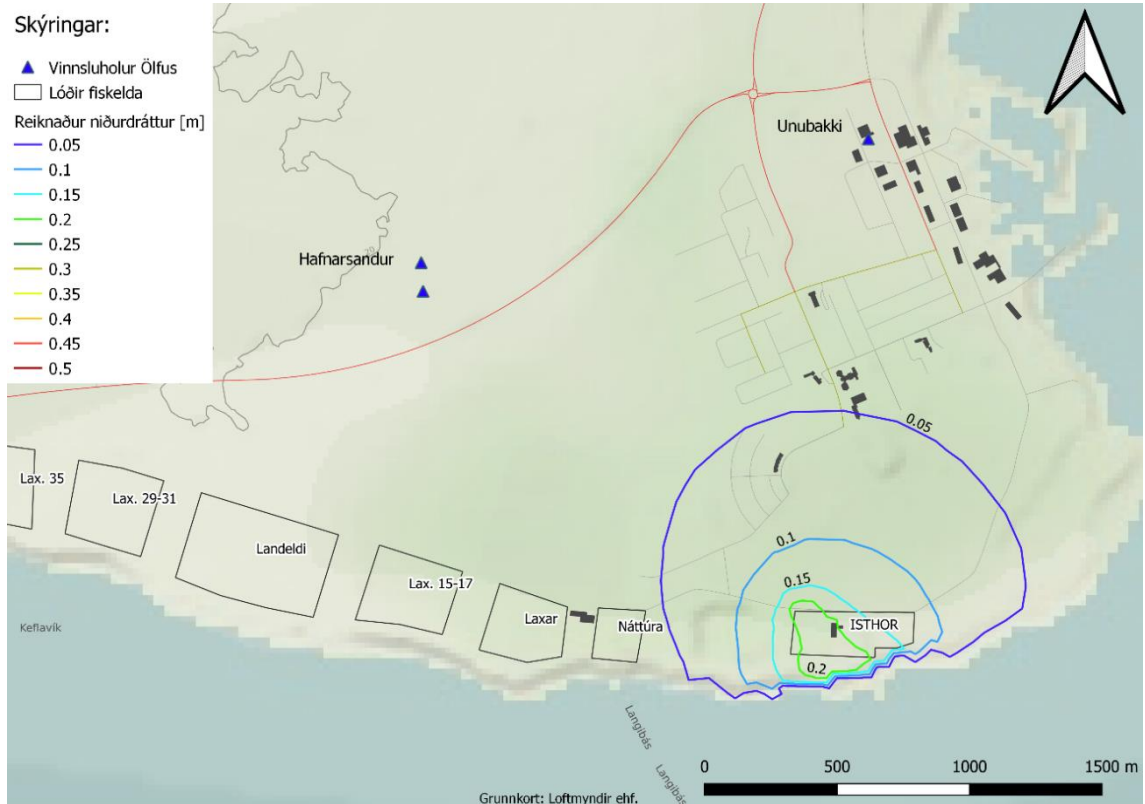 Skýringar:
Vinnsluholur Ölfus
Lóðir fiskelda
Reiknaður niðurdráttur [m]
0.05
0.1
0.15
0.2
0.25
0.3
0.35
0.4
0.45
0.5
Unubakki
20
Hafnarsandur
0.05
Lax. 35
Lax. 29-31
Landeldi
0.1
Lax. 15-17
0.15
Laxar
Náttúra
ISTHOR
Keflavík
0.2
Langibás
Langibás
0 500 1000 1500 m
Grunnkort: Loftmyndir ehf.